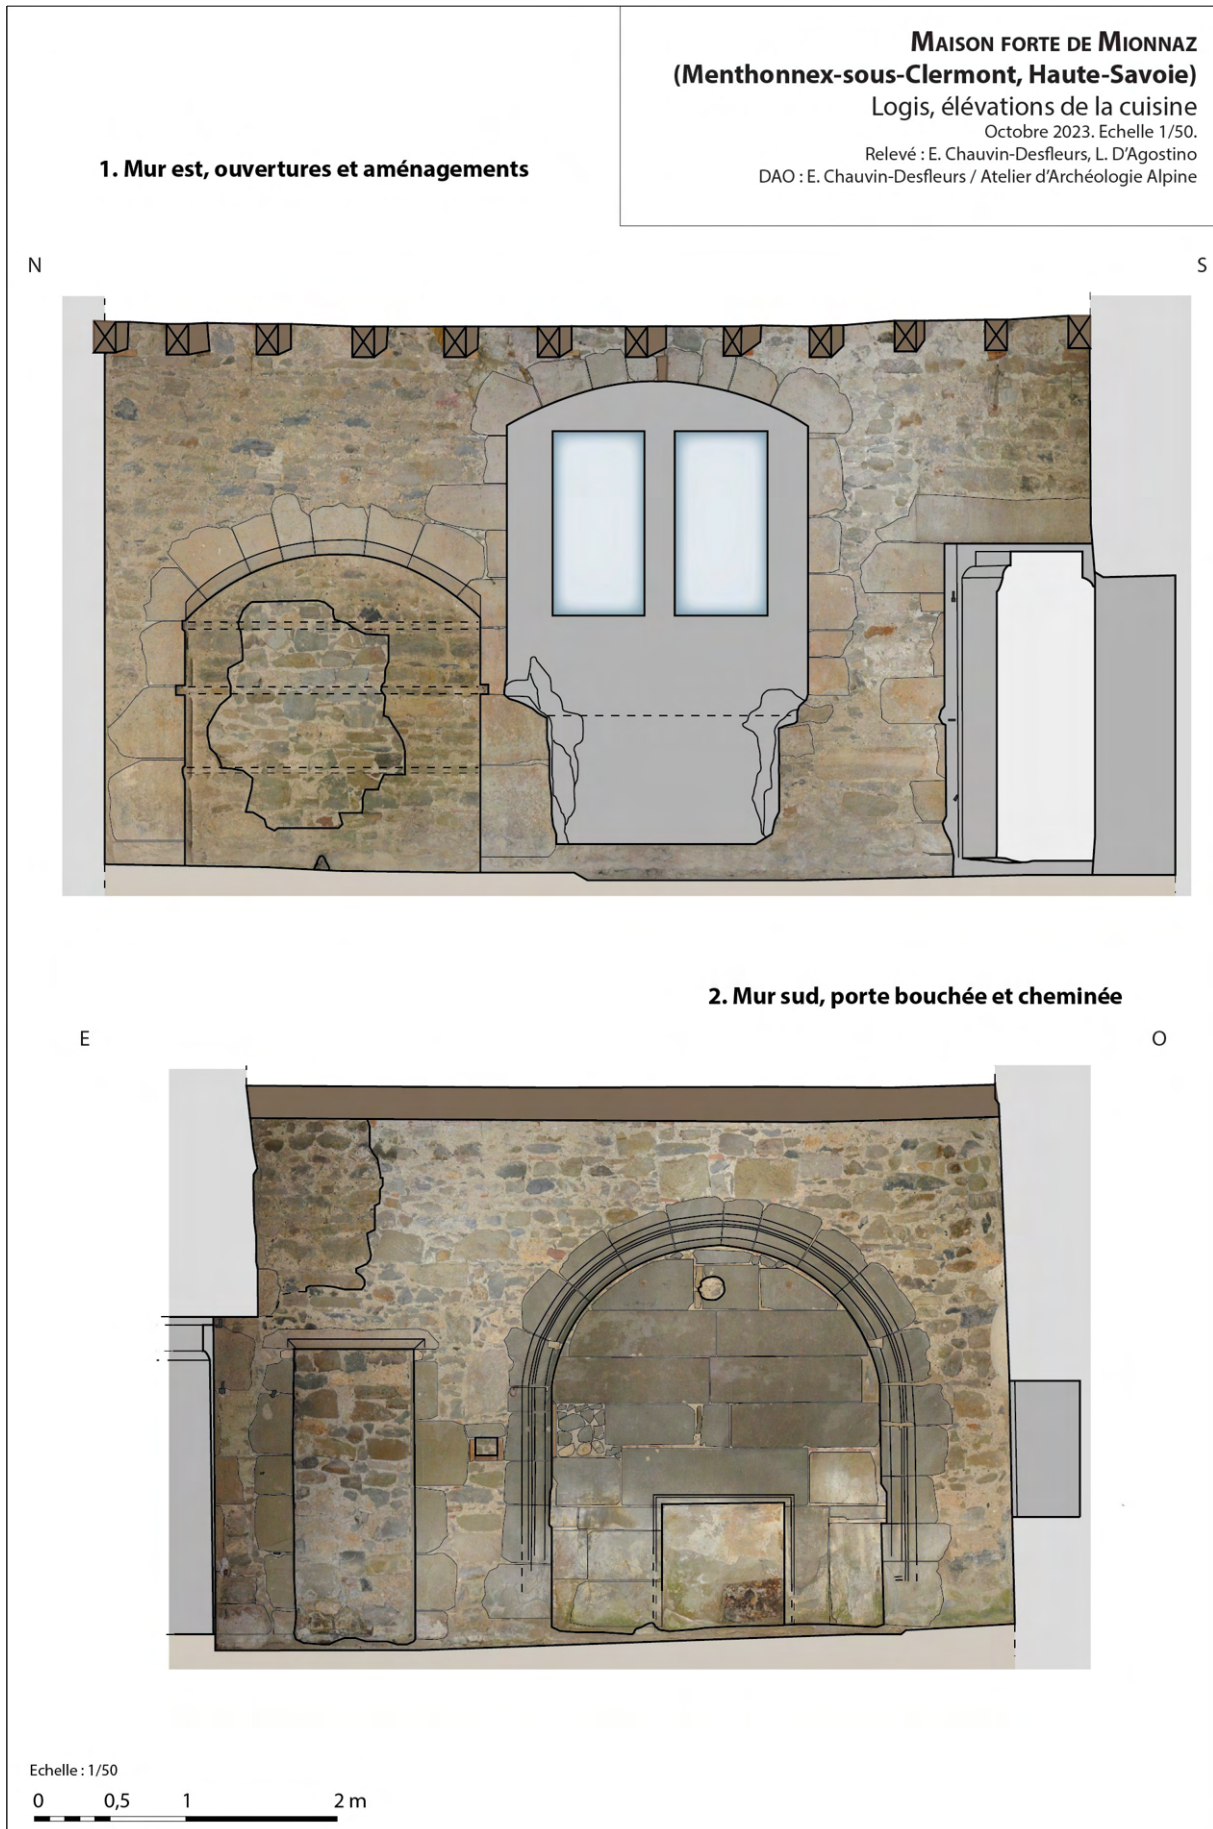 MAISON FORTE DE MIONNAZ
(Menthonnex-sous-Clermont, Haute-Savoie)
Logis, élévations de la cuisine
Octobre 2023. Echelle 1/50.
Relevé : E. Chauvin-Desfleurs, L. D’Agostino
DAO : E. Chauvin-Desfleurs / Atelier d’Archéologie Alpine
1. Mur est, ouvertures et aménagements
N
S
2. Mur sud, porte bouchée et cheminée
E
O
Echelle : 1/50
0 0,5 1 2 m